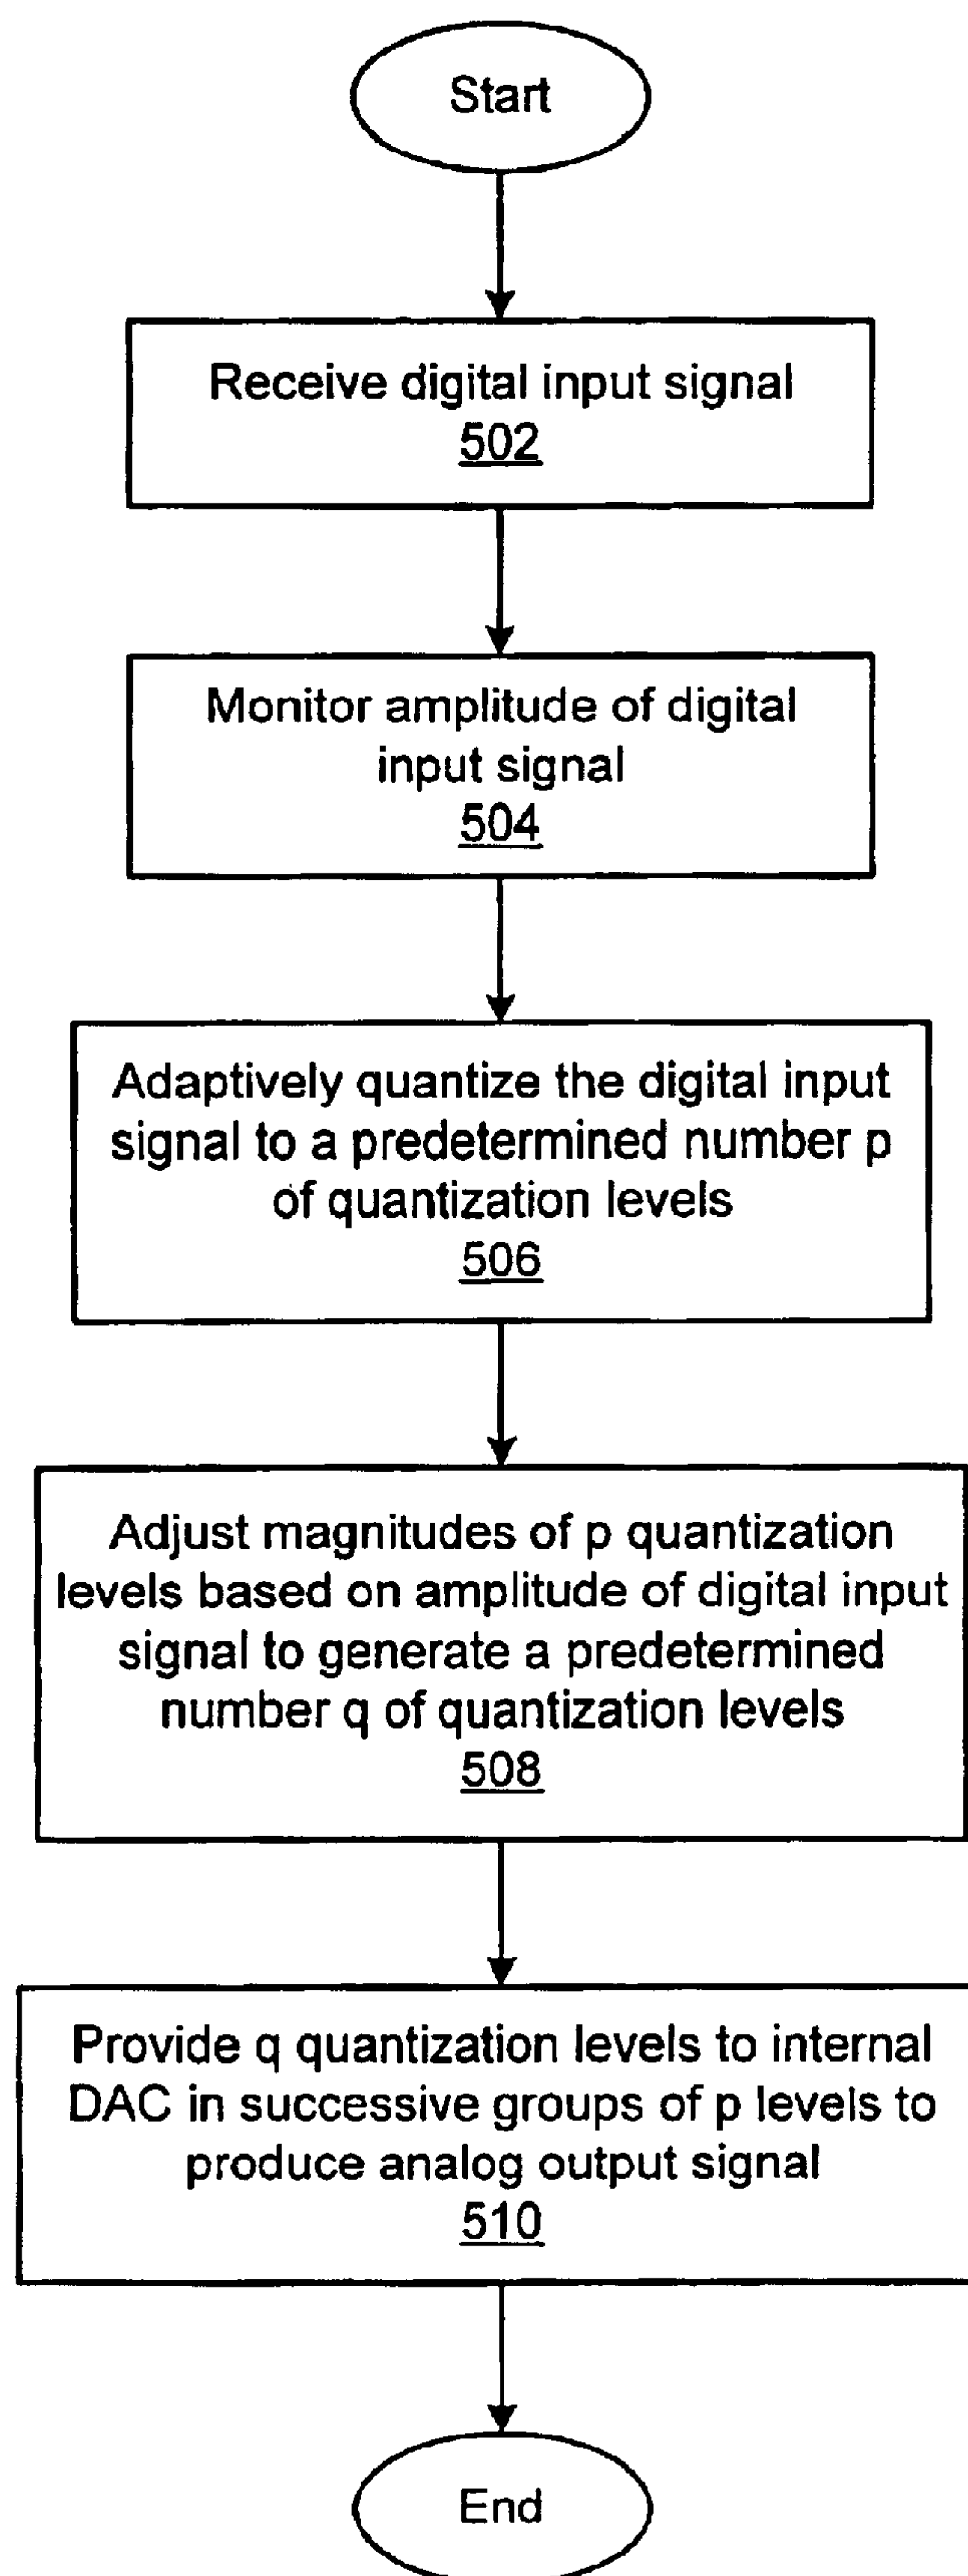 Start
Receive digital input signal
502
Monitor amplitude of digital
input signal
504
Adaptively quantize the digital input
signal to a predetermined number p
of quantization levels
506
Adjust magnitudes of p quantization
levels based on amplitude of digital input
signal to generate a predetermined
number q of quantization levels
508
Provide q quantization levels to internal
DAC in successive groups of p levels to
produce analog output signal
510
End